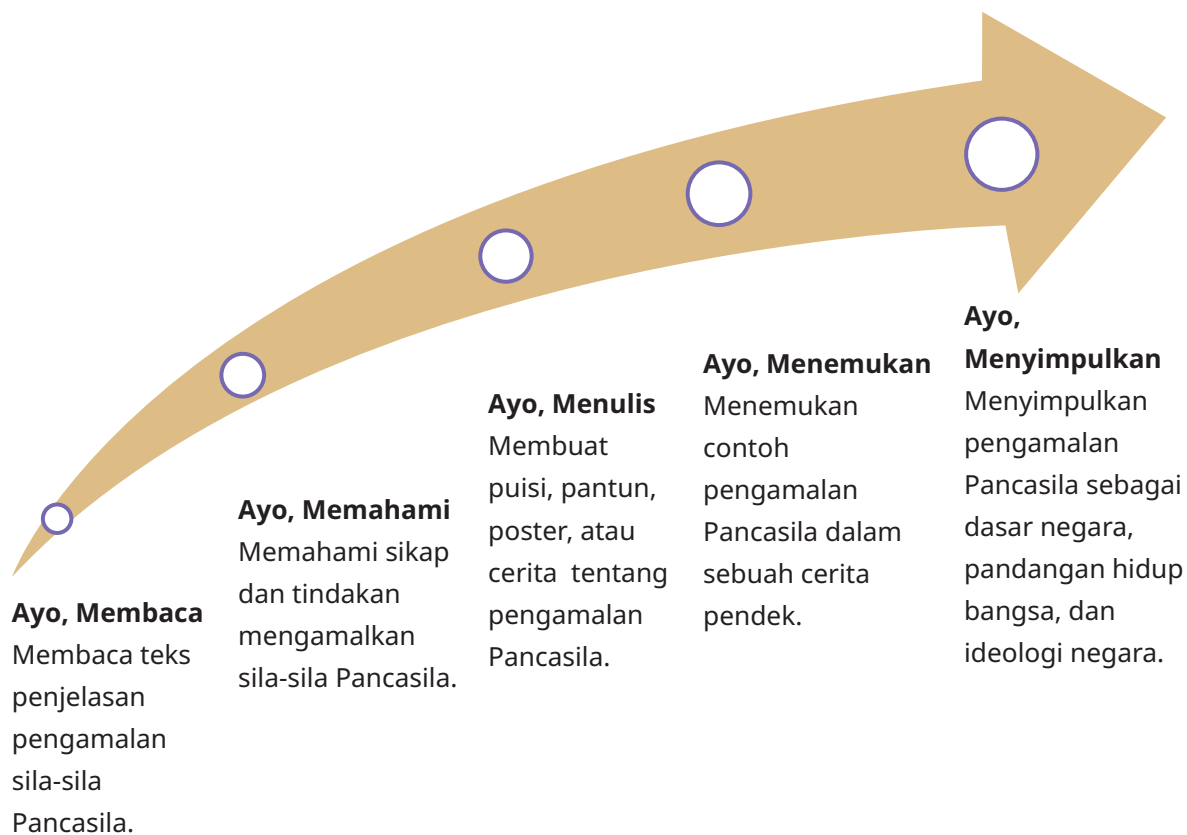 Ayo, Membaca
Membaca teks
penjelasan
pengamalan
sila-sila
Pancasila.
Ayo, Memahami
Memahami sikap
dan tindakan
mengamalkan
sila-sila Pancasila.
Ayo, Menulis
Membuat
puisi, pantun,
poster, atau
cerita tentang
pengamalan
Pancasila.
Ayo, Menemukan
Menemukan
contoh
pengamalan
Pancasila dalam
sebuah cerita
pendek.
Ayo,
Menyimpulkan
Menyimpulkan
pengamalan
Pancasila sebagai
dasar negara,
pandangan hidup
bangsa, dan
ideologi negara.